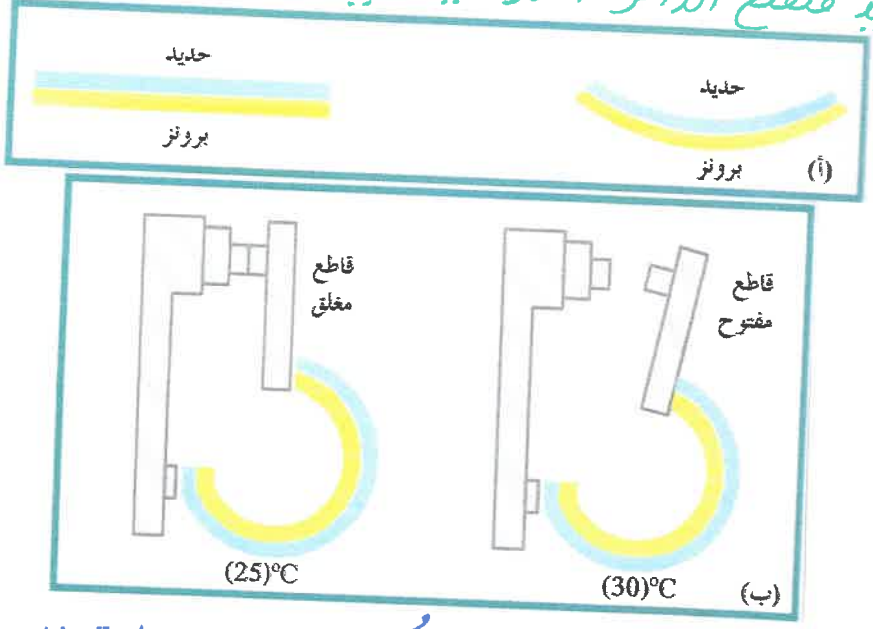 حديد
برونز
حديد
برونز
(أ)
قاطع
مغلق
(25)°C
قاطع
مفتوح
(30)°C
(ب)